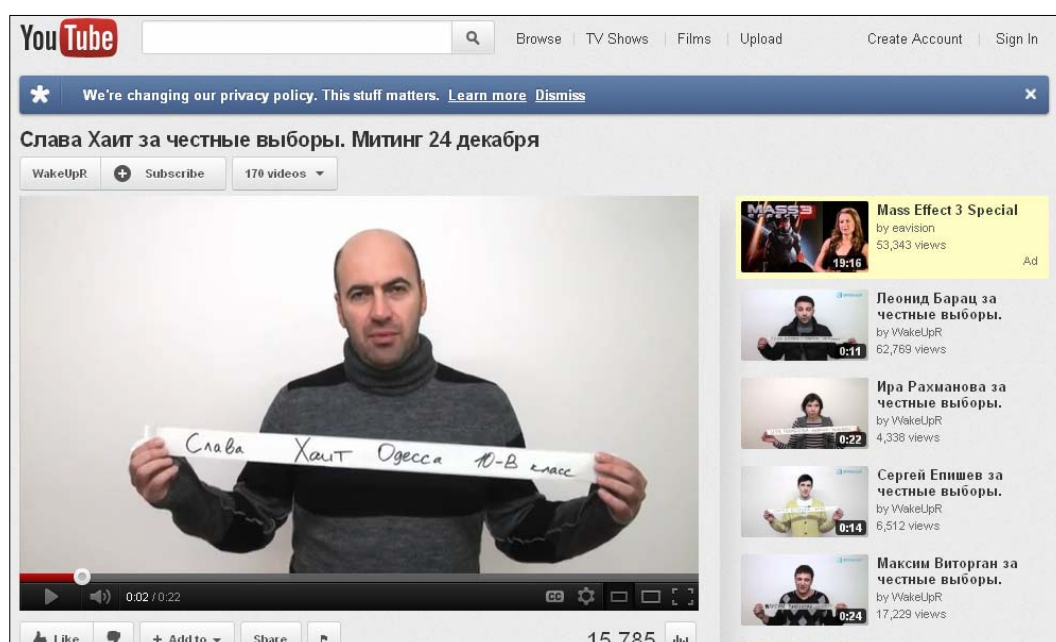 YouTube
Browse TV Shows Films Upload Create Account Sign In
We're changing our privacy policy. This stuff matters. Learn more Dismiss
Слава Хаит за честные выборы. Митинг 24 декабря
WakeUpR Subscribe 170 videos
Слава Хаит Одесса 10-В класс
0:02 / 0:22
CC
Like Add to Share 15,785
MASS
19:16
Mass Effect 3 Special
by eavision
53,343 views
Ad
0:11
Леонид Барац за
честные выборы.
by WakeUpR
62,769 views
0:22
Ира Рахманова за
честные выборы.
by WakeUpR
4,338 views
0:14
Сергей Епишев за
честные выборы.
by WakeUpR
6,512 views
0:24
Максим Виторган за
честные выборы.
by WakeUpR
17,229 views